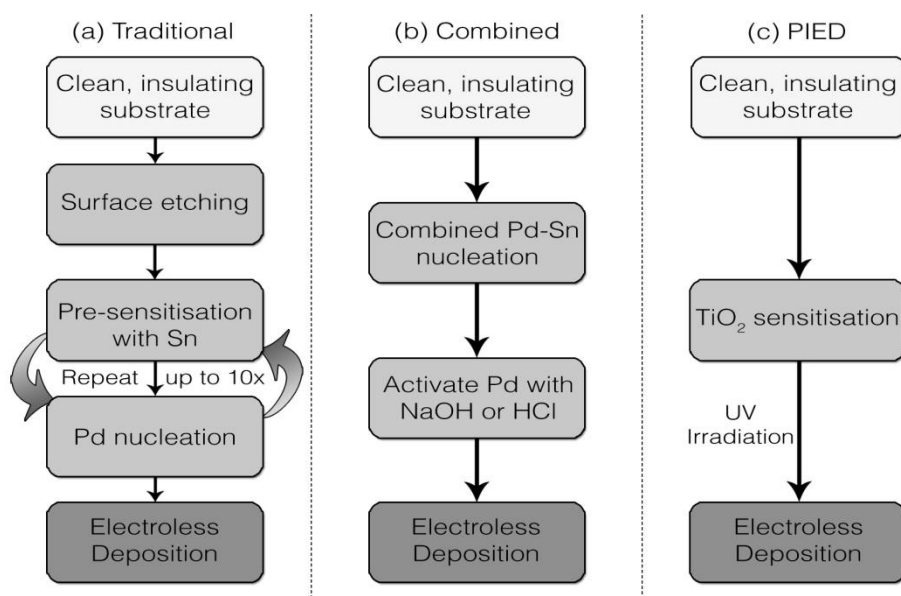 (a) Traditional
Clean, insulating
substrate
Surface etching
Pre-sensitisation
with Sn
Repeat up to 10x
Pd nucleation
Electroless
Deposition
(b) Combined
Clean, insulating
substrate
Combined Pd-Sn
nucleation
Activate Pd with
NaOH or HCl
Electroless
Deposition
(c) PIED
Clean, insulating
substrate
TiO₂ sensitisation
UV
Irradiation
Electroless
Deposition